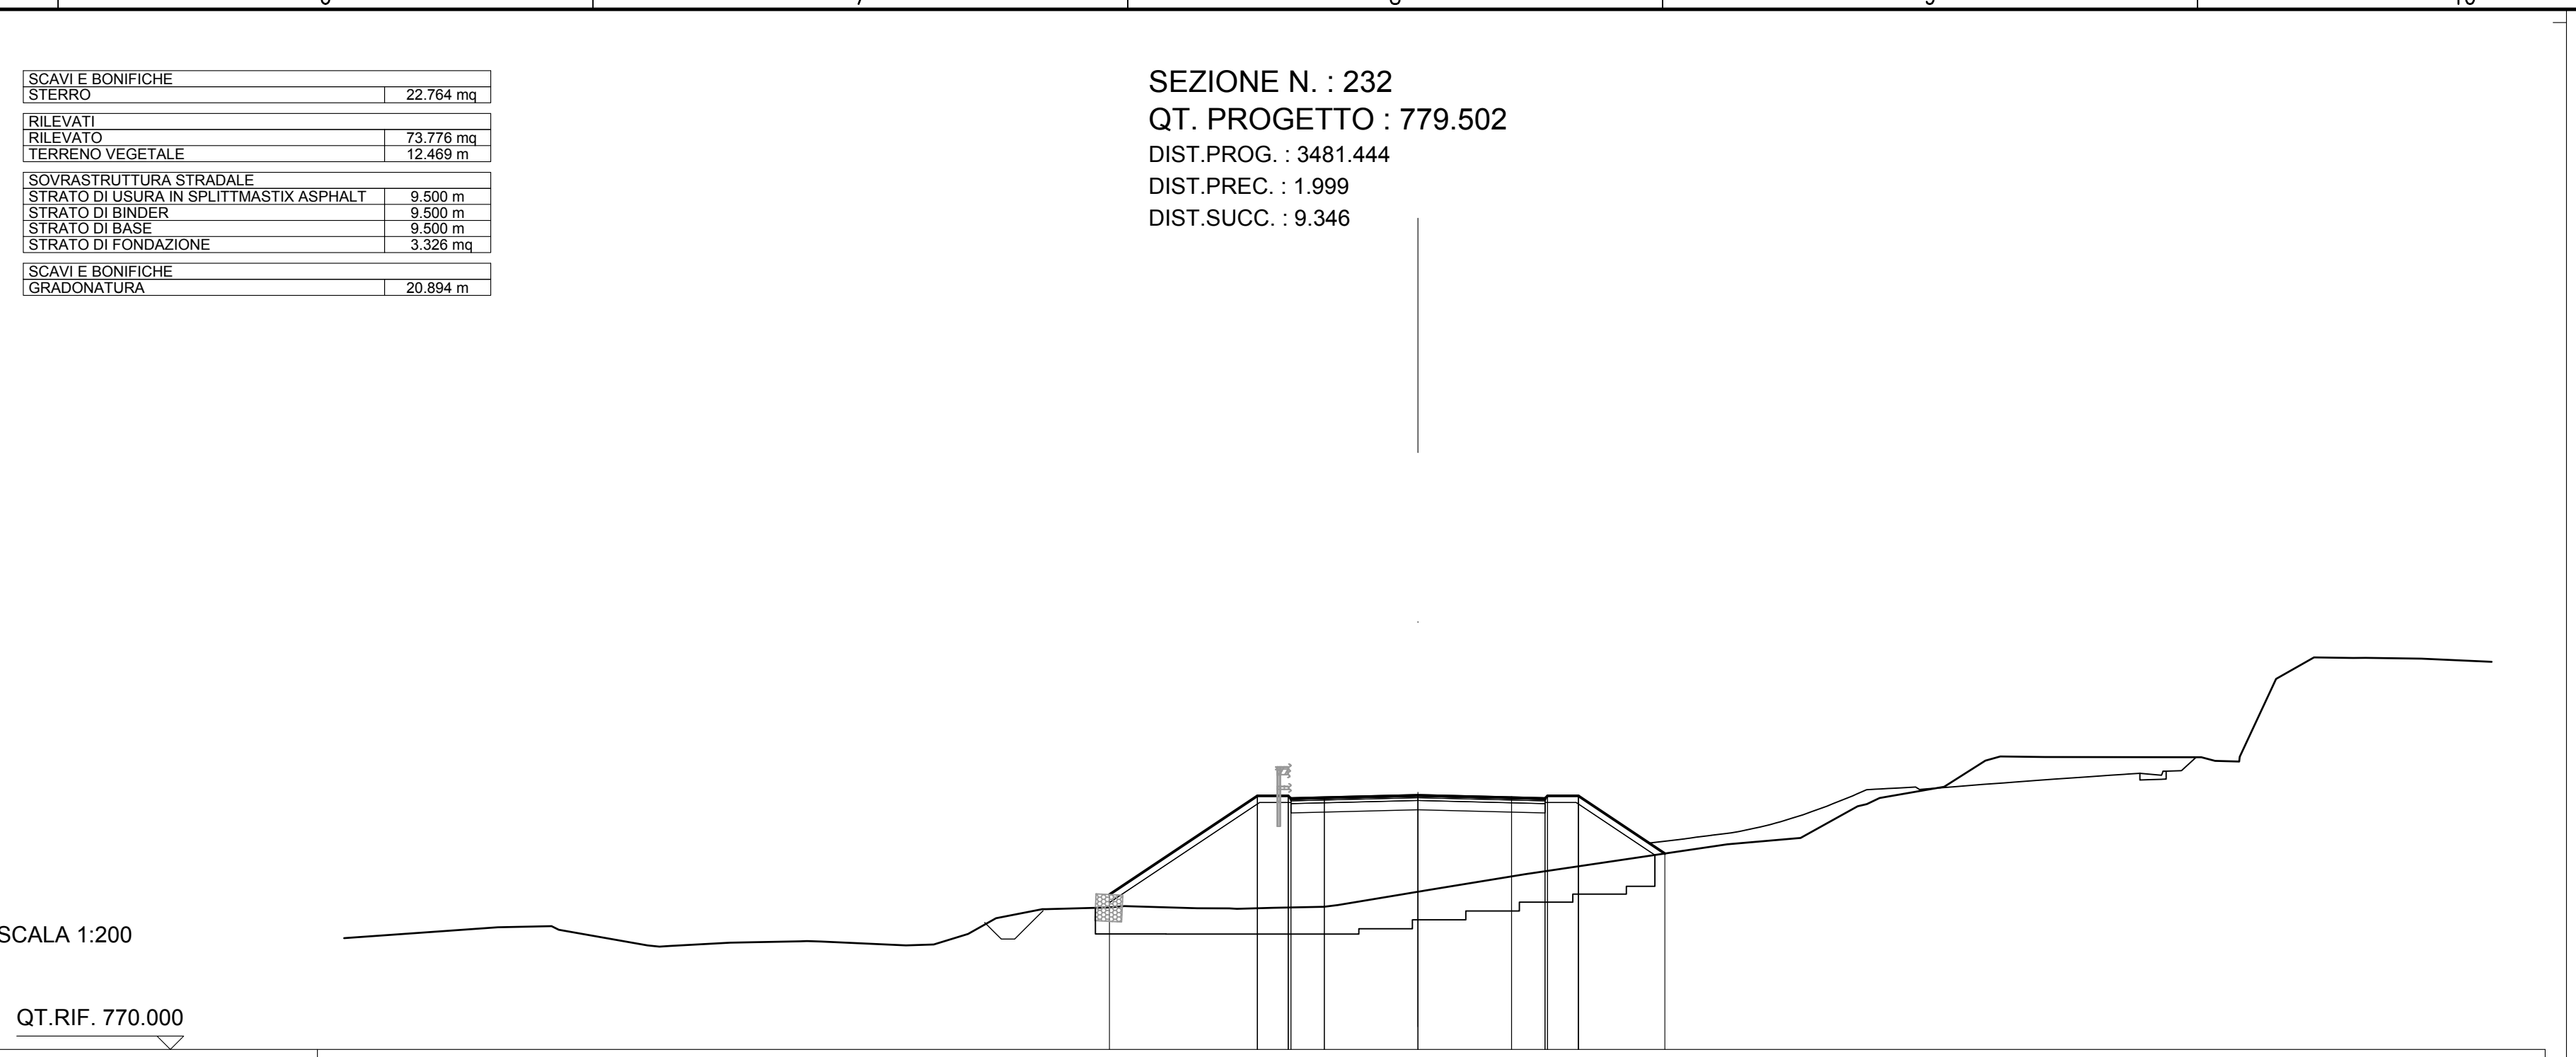 SCAVI E BONIFICHE
STERRO 22.764 mq
RILEVATI
RILEVATO 73.776 mq
TERRENO VEGETALE 12.469 m
SOVRASTRUTTURA STRADALE
STRATO DI USURA IN SPLITTMASTIX ASPHALT 9.500 m
STRATO DI BINDER 9.500 m
STRATO DI BASE 9.500 m
STRATO DI FONDAZIONE 3.326 mq
SCAVI E BONIFICHE
GRADONATURA 20.894 m
SEZIONE N. : 232
QT. PROGETTO : 779.502
DIST.PROG. : 3481.444
DIST.PREC. : 1.999
DIST.SUCC. : 9.346
SCALA 1:200
QT.RIF. 770.000